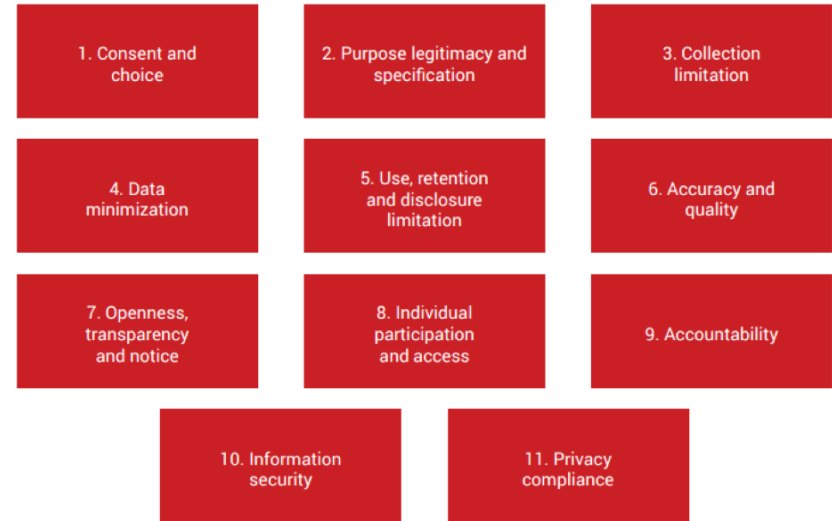 1. Consent and
choice
2. Purpose legitimacy and
specification
3. Collection
limitation
4. Data
minimization
5. Use, retention
and disclosure
limitation
6. Accuracy and
quality
7. Openness,
transparency
and notice
8. Individual
participation
and access
9. Accountability
10. Information
security
11. Privacy
compliance